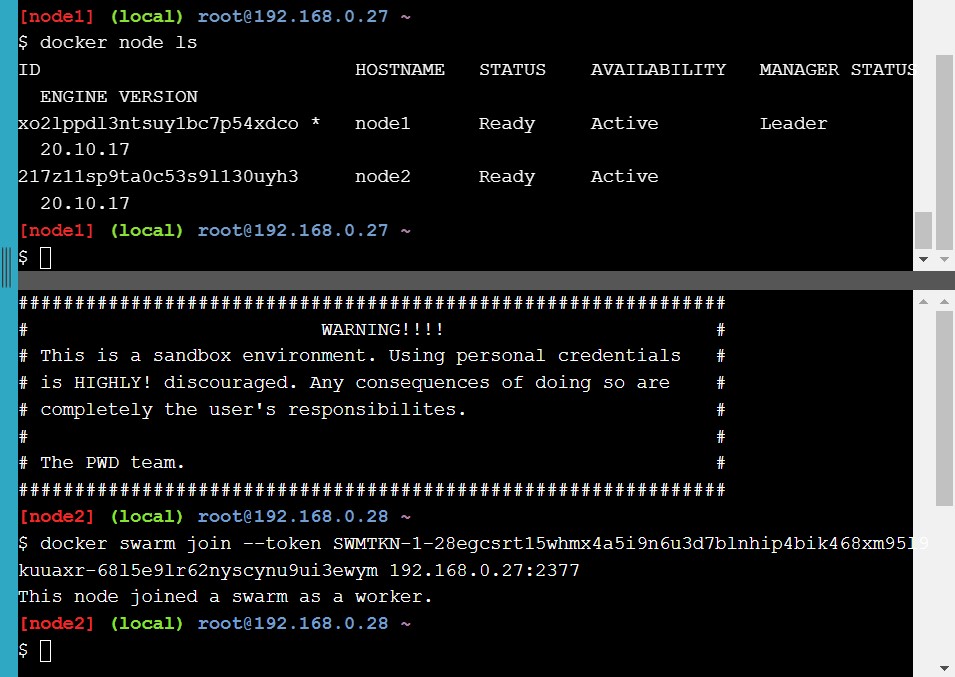 [node1] (local) root@192.168.0.27 ~
$ docker node ls
ID HOSTNAME STATUS AVAILABILITY MANAGER STATUS
ENGINE VERSION
xo2lppdl3ntsuy1bc7p54xdco * node1 Ready Active Leader
20.10.17
217z11sp9ta0c53s9l130uyh3 node2 Ready Active
20.10.17
[node1] (local) root@192.168.0.27 ~
$
###############################################################
# WARNING!!!! #
# This is a sandbox environment. Using personal credentials #
# is HIGHLY! discouraged. Any consequences of doing so are #
# completely the user's responsibilites. #
# #
# The PWD team. #
###############################################################
[node2] (local) root@192.168.0.28 ~
$ docker swarm join --token SWMTKN-1-28egcsrt15whmx4a5i9n6u3d7blnhip4bik468xm95l9
kuuaxr-68l5e9lr62nyscynu9ui3ewym 192.168.0.27:2377
This node joined a swarm as a worker.
[node2] (local) root@192.168.0.28 ~
$